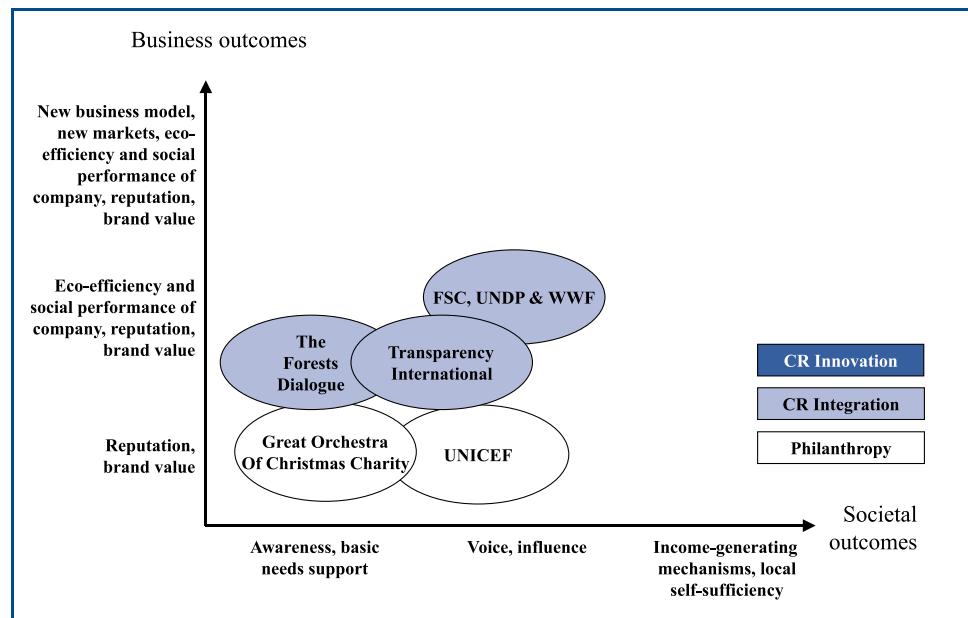 Business outcomes
New business model,
new markets, eco-
efficiency and social
performance of
company, reputation,
brand value
Eco-efficiency and
social performance of
company, reputation,
brand value
Reputation,
brand value
FSC, UNDP & WWF
The
Forests
Dialogue
Transparency
International
Great Orchestra
Of Christmas Charity
UNICEF
CR Innovation
CR Integration
Philanthropy
Societal
outcomes
Awareness, basic
needs support
Voice, influence
Income-generating
mechanisms, local
self-sufficiency